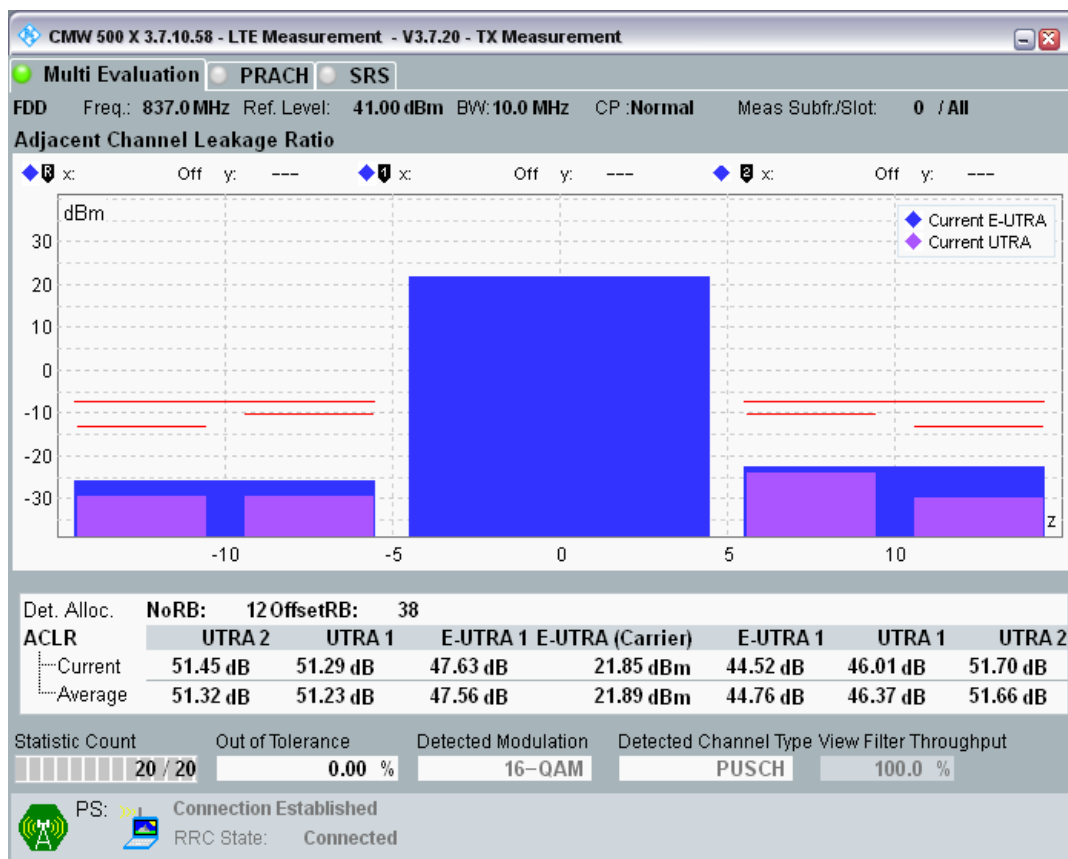 CMW 500 X 3.7.10.58 - LTE Measurement - V3.7.20 - TX Measurement
Multi Evaluation PRACH SRS
FDD Freq.: 837.0 MHz Ref. Level: 41.00 dBm BW: 10.0 MHz CP :Normal Meas Subfr./Slot: 0 / All
Adjacent Channel Leakage Ratio
R x: Off y: --- 1 x: Off y: --- 2 x: Off y: ---
dBm
Current E-UTRA
Current UTRA
30
20
10
0
-10
-20
-30
z
-10 -5 0 5 10
Det. Alloc. NoRB: 12 OffsetRB: 38
ACLR UTRA 2 UTRA 1 E-UTRA 1 E-UTRA (Carrier) E-UTRA 1 UTRA 1 UTRA 2
Current 51.45 dB 51.29 dB 47.63 dB 21.85 dBm 44.52 dB 46.01 dB 51.70 dB
Average 51.32 dB 51.23 dB 47.56 dB 21.89 dBm 44.76 dB 46.37 dB 51.66 dB
Statistic Count Out of Tolerance Detected Modulation Detected Channel Type View Filter Throughput
20 / 20 0.00 % 16-QAM PUSCH 100.0 %
PS: Connection Established
RRC State: Connected